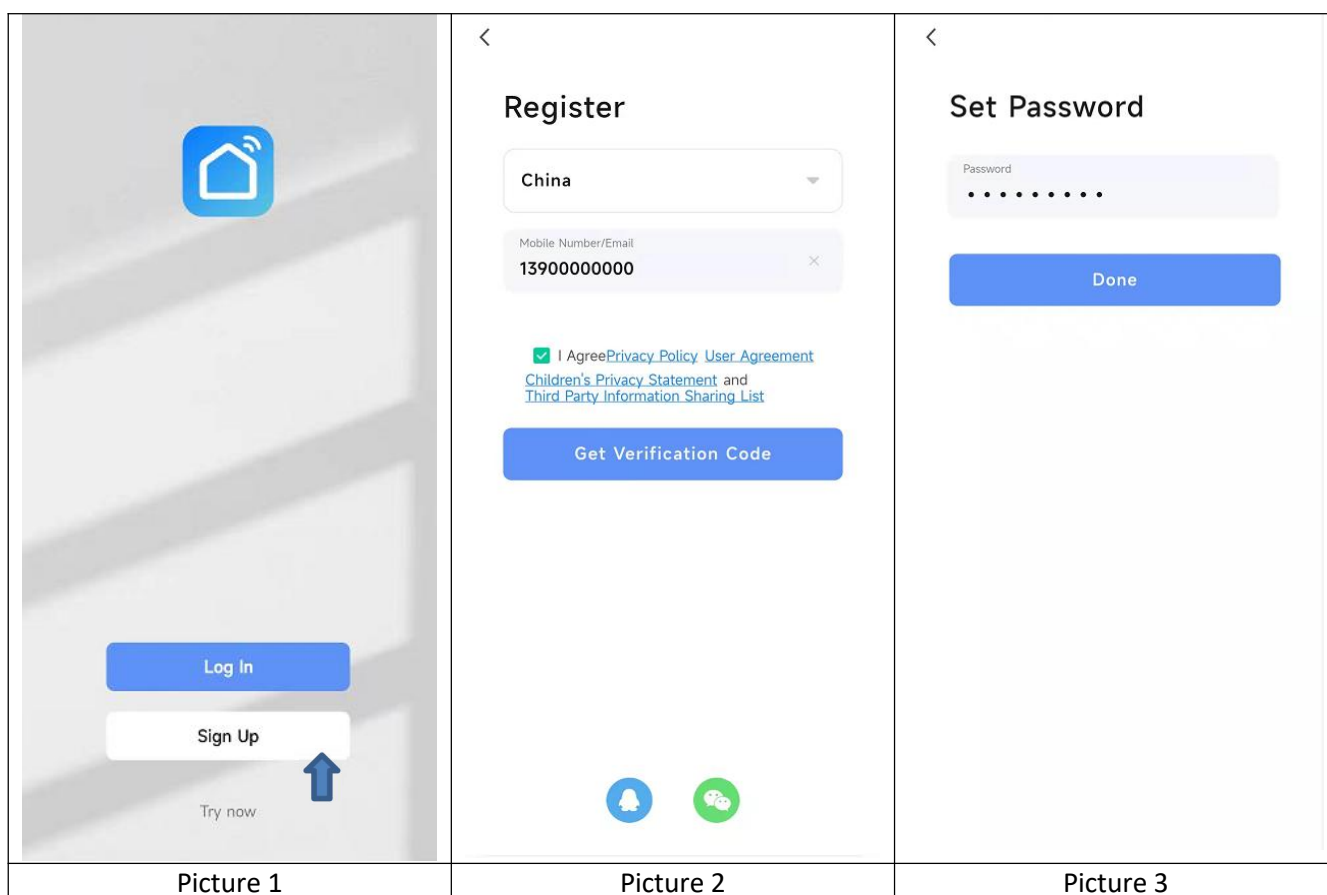 Log In
Sign Up
Try now
Picture 1
Register
China
Mobile Number/Email
13900000000
I AgreePrivacy Policy User Agreement
Children's Privacy Statement and
Third Party Information Sharing List
Get Verification Code
Picture 2
Set Password
Password
•••••••••
Done
Picture 3